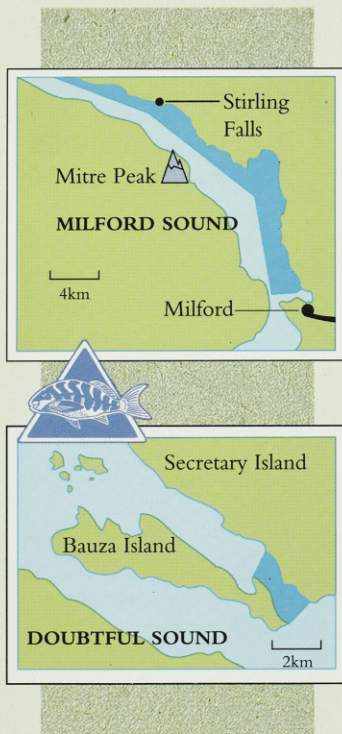 Stirling
Falls
Mitre Peak
MILFORD SOUND
4km
Milford
Secretary Island
Bauza Island
DOUBTFUL SOUND
2km